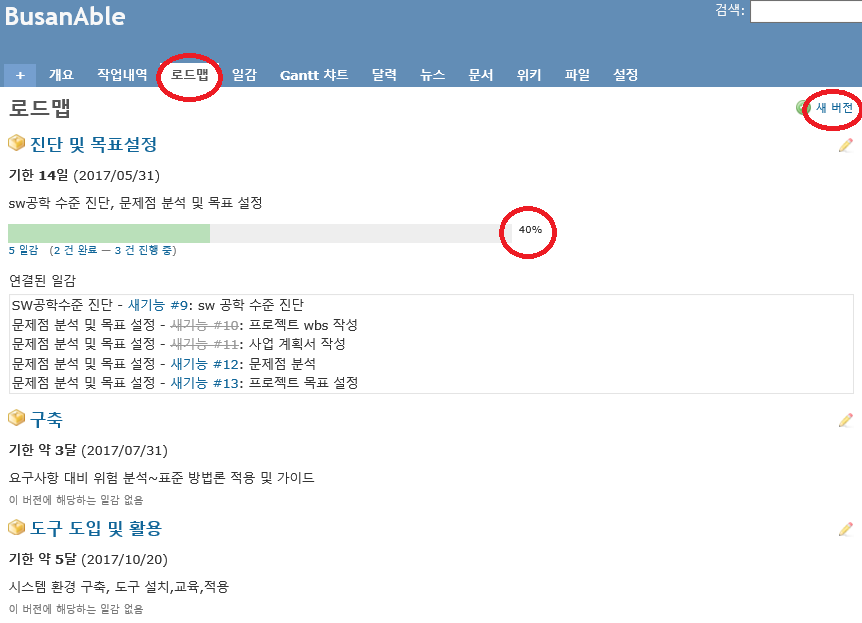 BusanAble
검색:
+ 개요 작업내역 로드맵 일감 Gantt 챠트 달력 뉴스 문서 위키 파일 설정
로드맵
새 버전
진단 및 목표설정
기한 14일 (2017/05/31)
sw공학 수준 진단, 문제점 분석 및 목표 설정
40%
5 일감 (2 건 완료 — 3 건 진행 중)
연결된 일감
SW공학수준 진단 - 새기능 #9: sw 공학 수준 진단
문제점 분석 및 목표 설정 - 새기능 #10: 프로젝트 wbs 작성
문제점 분석 및 목표 설정 - 새기능 #11: 사업 계획서 작성
문제점 분석 및 목표 설정 - 새기능 #12: 문제점 분석
문제점 분석 및 목표 설정 - 새기능 #13: 프로젝트 목표 설정
구축
기한 약 3달 (2017/07/31)
요구사항 대비 위험 분석~표준 방법론 적용 및 가이드
이 버전에 해당하는 일감 없음
도구 도입 및 활용
기한 약 5달 (2017/10/20)
시스템 환경 구축, 도구 설치,교육,적용
이 버전에 해당하는 일감 없음